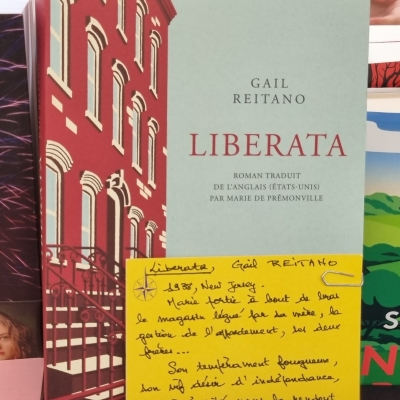 GAIL
REITANO
LIBERATA
ROMAN TRADUIT
DE L'ANGLAIS (ÉTATS-UNIS)
PAR MARIE DE PRÉMONVILLE
Liberata, Gail REITANO
1938, New Jersey.
Marie porte à bout de bras
le magasin légué par sa mère, la
gestion de l'appartement, ses deux
frères...
Son tempérament fougueux,
son vif désir d'indépendance,
S
N